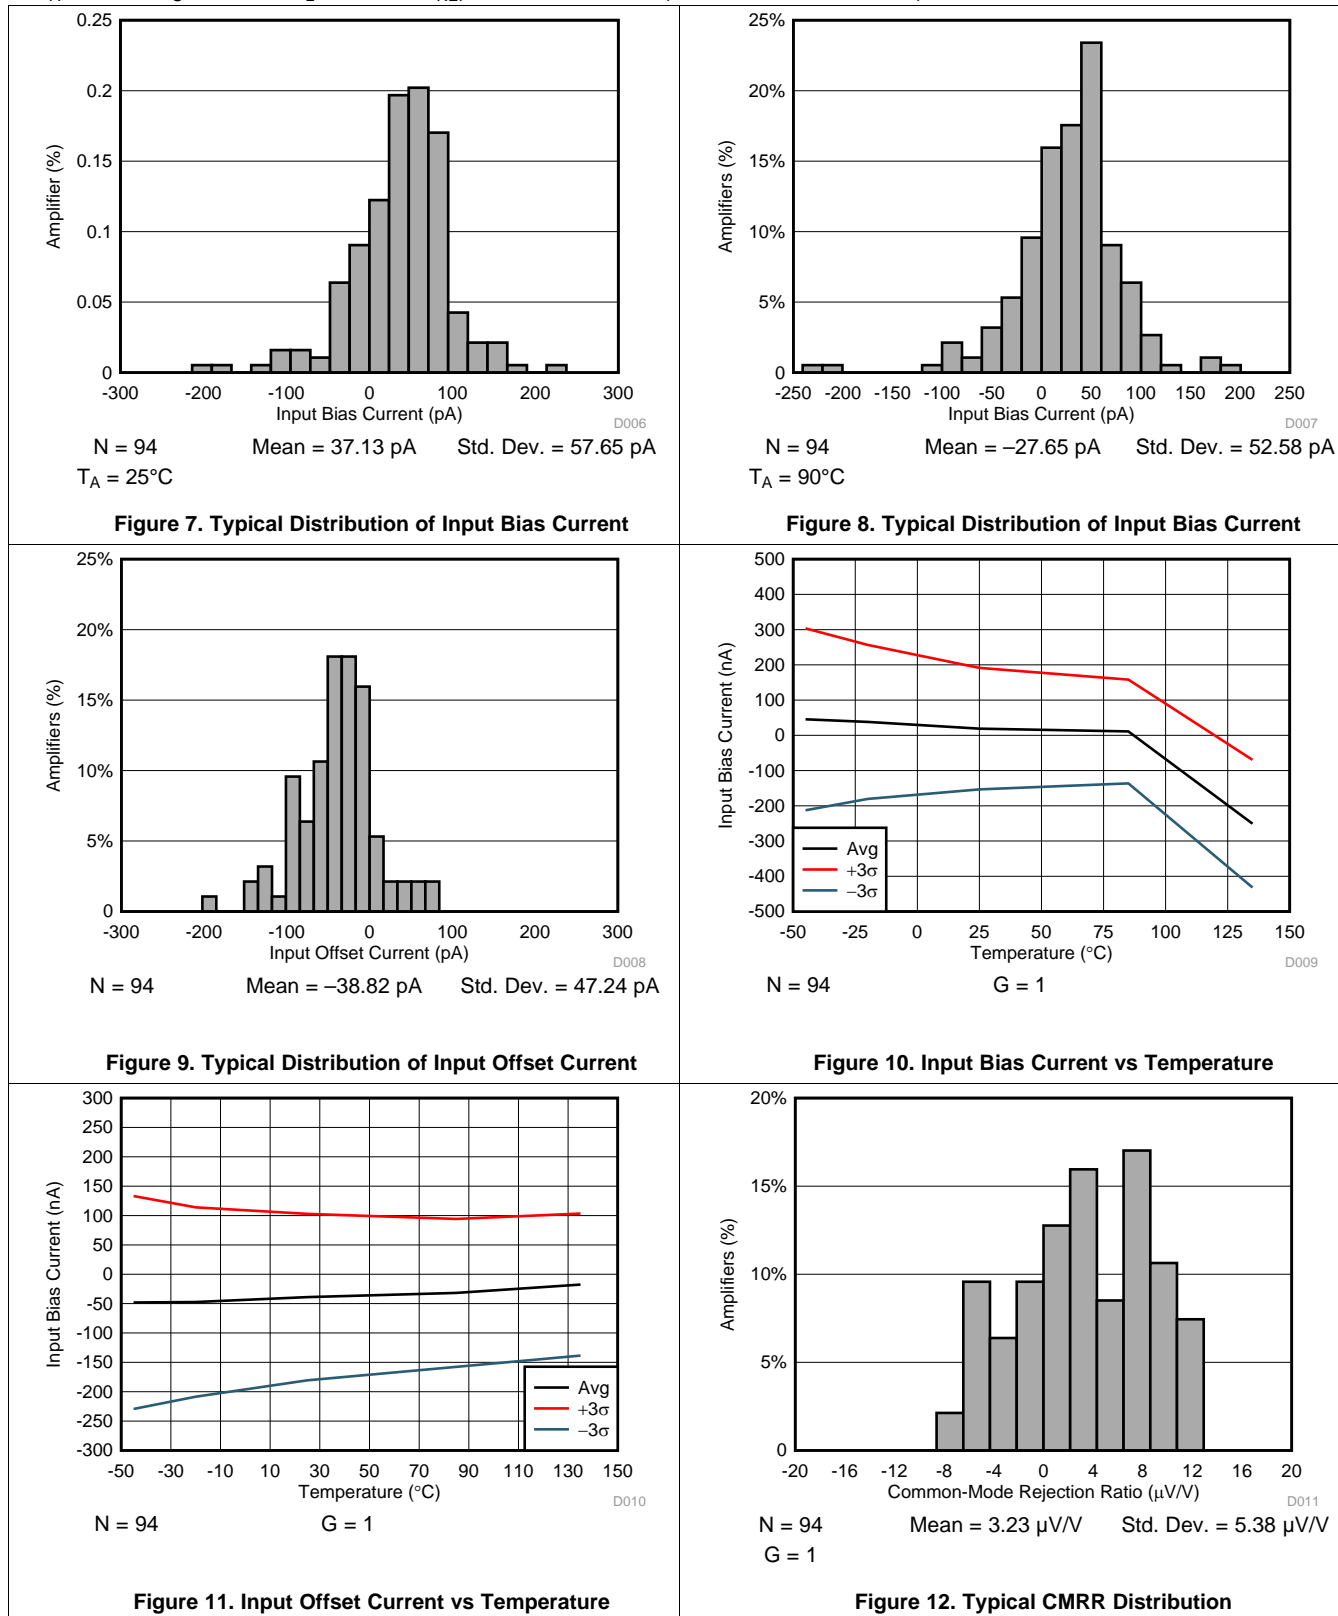 0.25
0.2
0.15
0.1
0.05
0
Amplifier (%)
-300 -200 -100 0 100 200 300
Input Bias Current (pA)
D006
N = 94 Mean = 37.13 pA Std. Dev. = 57.65 pA
TA = 25°C
Figure 7. Typical Distribution of Input Bias Current
25%
20%
15%
10%
5%
0
Amplifiers (%)
-250 -200 -150 -100 -50 0 50 100 150 200 250
Input Bias Current (pA)
D007
N = 94 Mean = –27.65 pA Std. Dev. = 52.58 pA
TA = 90°C
Figure 8. Typical Distribution of Input Bias Current
25%
20%
15%
10%
5%
0
Amplifiers (%)
-300 -200 -100 0 100 200 300
Input Offset Current (pA)
D008
N = 94 Mean = –38.82 pA Std. Dev. = 47.24 pA
Figure 9. Typical Distribution of Input Offset Current
500
400
300
200
100
0
-100
-200
-300
-400
-500
Input Bias Current (nA)
Avg
+3σ
−3σ
-50 -25 0 25 50 75 100 125 150
Temperature (°C)
D009
N = 94 G = 1
Figure 10. Input Bias Current vs Temperature
300
250
200
150
100
50
0
-50
-100
-150
-200
-250
-300
Input Bias Current (nA)
Avg
+3σ
−3σ
-50 -30 -10 10 30 50 70 90 110 130 150
Temperature (°C)
D010
N = 94 G = 1
Figure 11. Input Offset Current vs Temperature
20%
15%
10%
5%
0
Amplifiers (%)
-20 -16 -12 -8 -4 0 4 8 12 16 20
Common-Mode Rejection Ratio (μV/V)
D011
N = 94 Mean = 3.23 μV/V Std. Dev. = 5.38 μV/V
G = 1
Figure 12. Typical CMRR Distribution